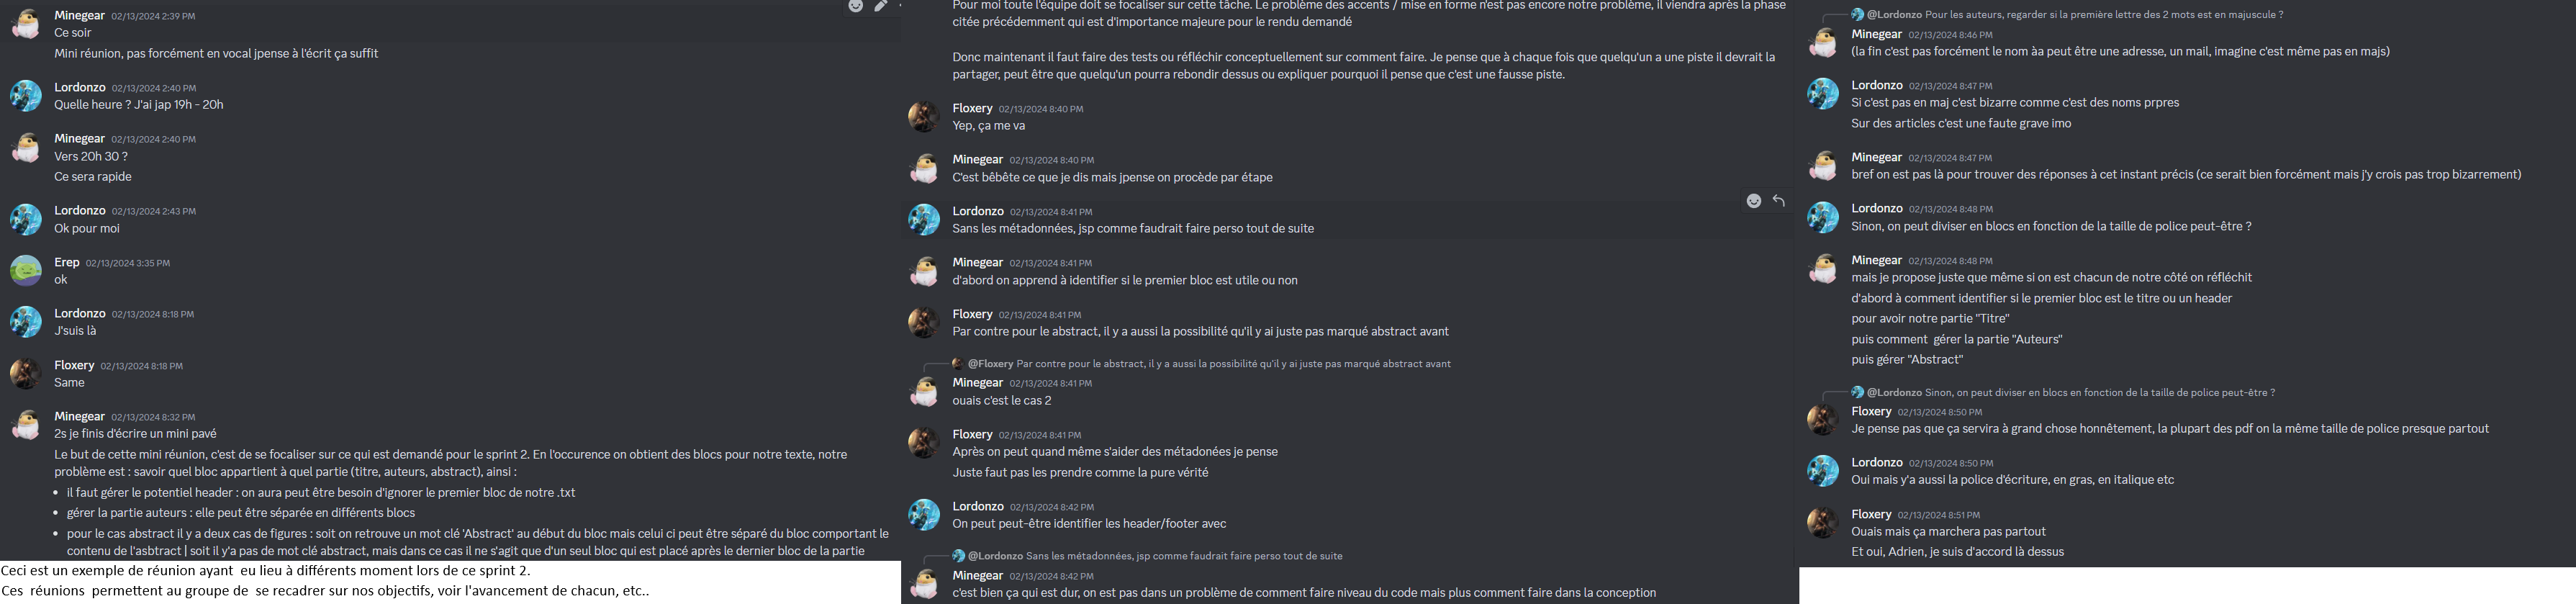 Minegear 02/13/2024 2:39 PM
Ce soir
Mini réunion, pas forcément en vocal jpense à l'écrit ça suffit
Lordonzo 02/13/2024 2:40 PM
Quelle heure ? J'ai jap 19h - 20h
Minegear 02/13/2024 2:40 PM
Vers 20h 30 ?
Ce sera rapide
Lordonzo 02/13/2024 2:43 PM
Ok pour moi
Erep 02/13/2024 3:35 PM
ok
Lordonzo 02/13/2024 8:18 PM
J'suis là
Floxery 02/13/2024 8:18 PM
Same
Minegear 02/13/2024 8:32 PM
2s je finis d'écrire un mini pavé
Le but de cette mini réunion, c'est de se focaliser sur ce qui est demandé pour le sprint 2. En l'occurence on obtient des blocs pour notre texte, notre
problème est : savoir quel bloc appartient à quel partie (titre, auteurs, abstract), ainsi :
• il faut gérer le potentiel header : on aura peut être besoin d'ignorer le premier bloc de notre .txt
• gérer la partie auteurs : elle peut être séparée en différents blocs
• pour le cas abstract il y a deux cas de figures : soit on retrouve un mot clé 'Abstract' au début du bloc mais celui ci peut être séparé du bloc comportant le
contenu de l'asbtract | soit il y'a pas de mot clé abstract, mais dans ce cas il ne s'agit que d'un seul bloc qui est placé après le dernier bloc de la partie
Ceci est un exemple de réunion ayant eu lieu à différents moment lors de ce sprint 2.
Ces réunions permettent au groupe de se recadrer sur nos objectifs, voir l'avancement de chacun, etc..
Pour moi toute l'équipe doit se focaliser sur cette tâche. Le problème des accents / mise en forme n'est pas encore notre problème, il viendra après la phase
citée précédemment qui est d'importance majeure pour le rendu demandé
Donc maintenant il faut faire des tests ou réfléchir conceptuellement sur comment faire. Je pense que à chaque fois que quelqu'un a une piste il devrait la
partager, peut être que quelqu'un pourra rebondir dessus ou expliquer pourquoi il pense que c'est une fausse piste.
Floxery 02/13/2024 8:40 PM
Yep, ça me va
Minegear 02/13/2024 8:40 PM
C'est bêbête ce que je dis mais jpense on procède par étape
Lordonzo 02/13/2024 8:41 PM
Sans les métadonnées, jsp comme faudrait faire perso tout de suite
Minegear 02/13/2024 8:41 PM
d'abord on apprend à identifier si le premier bloc est utile ou non
Floxery 02/13/2024 8:41 PM
Par contre pour le abstract, il y a aussi la possibilité qu'il y ai juste pas marqué abstract avant
@Floxery Par contre pour le abstract, il y a aussi la possibilité qu'il y ai juste pas marqué abstract avant
Minegear 02/13/2024 8:41 PM
ouais c'est le cas 2
Floxery 02/13/2024 8:41 PM
Après on peut quand même s'aider des métadonées je pense
Juste faut pas les prendre comme la pure vérité
Lordonzo 02/13/2024 8:42 PM
On peut peut-être identifier les header/footer avec
@Lordonzo Sans les métadonnées, jsp comme faudrait faire perso tout de suite
Minegear 02/13/2024 8:42 PM
c'est bien ça qui est dur, on est pas dans un problème de comment faire niveau du code mais plus comment faire dans la conception
@Lordonzo Pour les auteurs, regarder si la première lettre des 2 mots est en majuscule ?
Minegear 02/13/2024 8:46 PM
(la fin c'est pas forcément le nom àa peut être une adresse, un mail, imagine c'est même pas en majs)
Lordonzo 02/13/2024 8:47 PM
Si c'est pas en maj c'est bizarre comme c'est des noms prpres
Sur des articles c'est une faute grave imo
Minegear 02/13/2024 8:47 PM
bref on est pas là pour trouver des réponses à cet instant précis (ce serait bien forcément mais j'y crois pas trop bizarrement)
Lordonzo 02/13/2024 8:48 PM
Sinon, on peut diviser en blocs en fonction de la taille de police peut-être ?
Minegear 02/13/2024 8:48 PM
mais je propose juste que même si on est chacun de notre côté on réfléchit
d'abord à comment identifier si le premier bloc est le titre ou un header
pour avoir notre partie "Titre"
puis comment gérer la partie "Auteurs"
puis gérer "Abstract"
@Lordonzo Sinon, on peut diviser en blocs en fonction de la taille de police peut-être ?
Floxery 02/13/2024 8:50 PM
Je pense pas que ça servira à grand chose honnêtement, la plupart des pdf on la même taille de police presque partout
Lordonzo 02/13/2024 8:50 PM
Oui mais y'a aussi la police d'écriture, en gras, en italique etc
Floxery 02/13/2024 8:51 PM
Ouais mais ça marchera pas partout
Et oui, Adrien, je suis d'accord là dessus